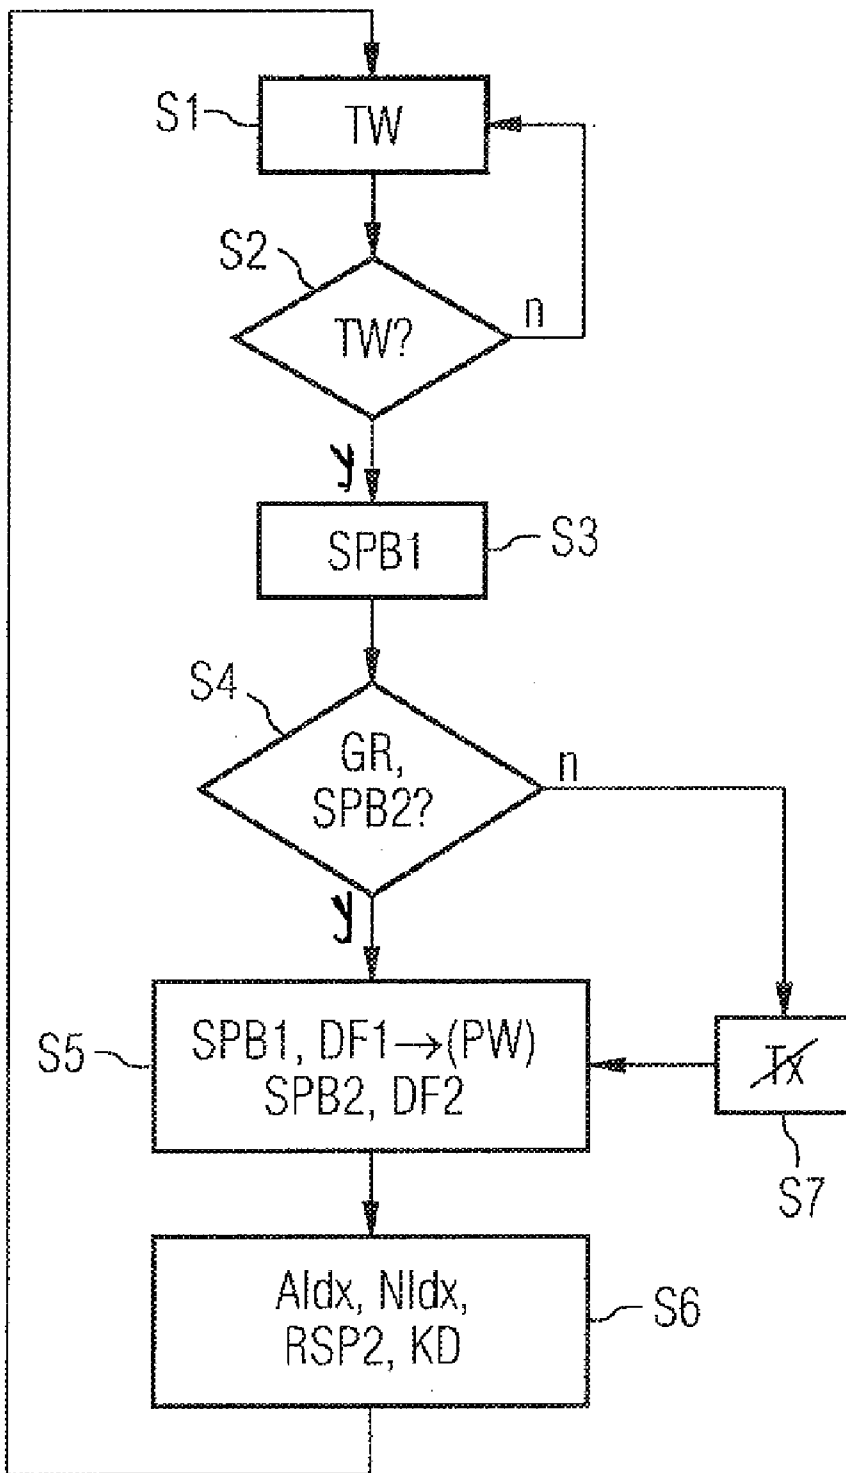 S1
TW
S2
TW?
n
y
SPB1
S3
S4
GR,
SPB2?
n
y
S5
SPB1, DF1→(PW)
SPB2, DF2
Tx
S7
AIdx, NIdx,
RSP2, KD
S6